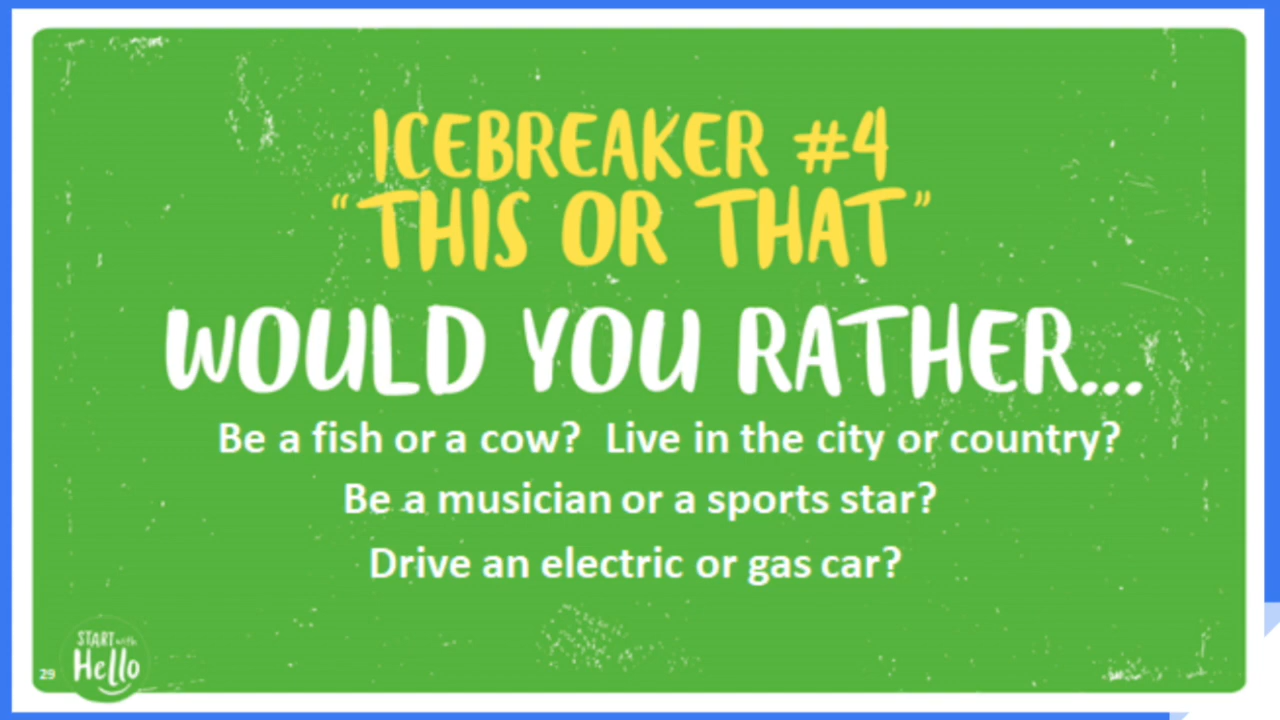 ICEBREAKER #4
“THIS OR THAT”
WOULD YOU RATHER...
Be a fish or a cow?  Live in the city or country?
Be a musician or a sports star?
Drive an electric or gas car?
START with
Hello
29